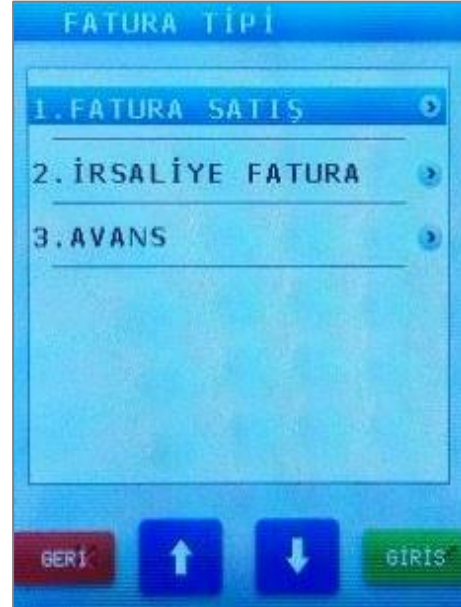 FATURA TİPİ
1.FATURA SATIŞ
2.İRSALİYE FATURA
3.AVANS
GERİ
GİRİS